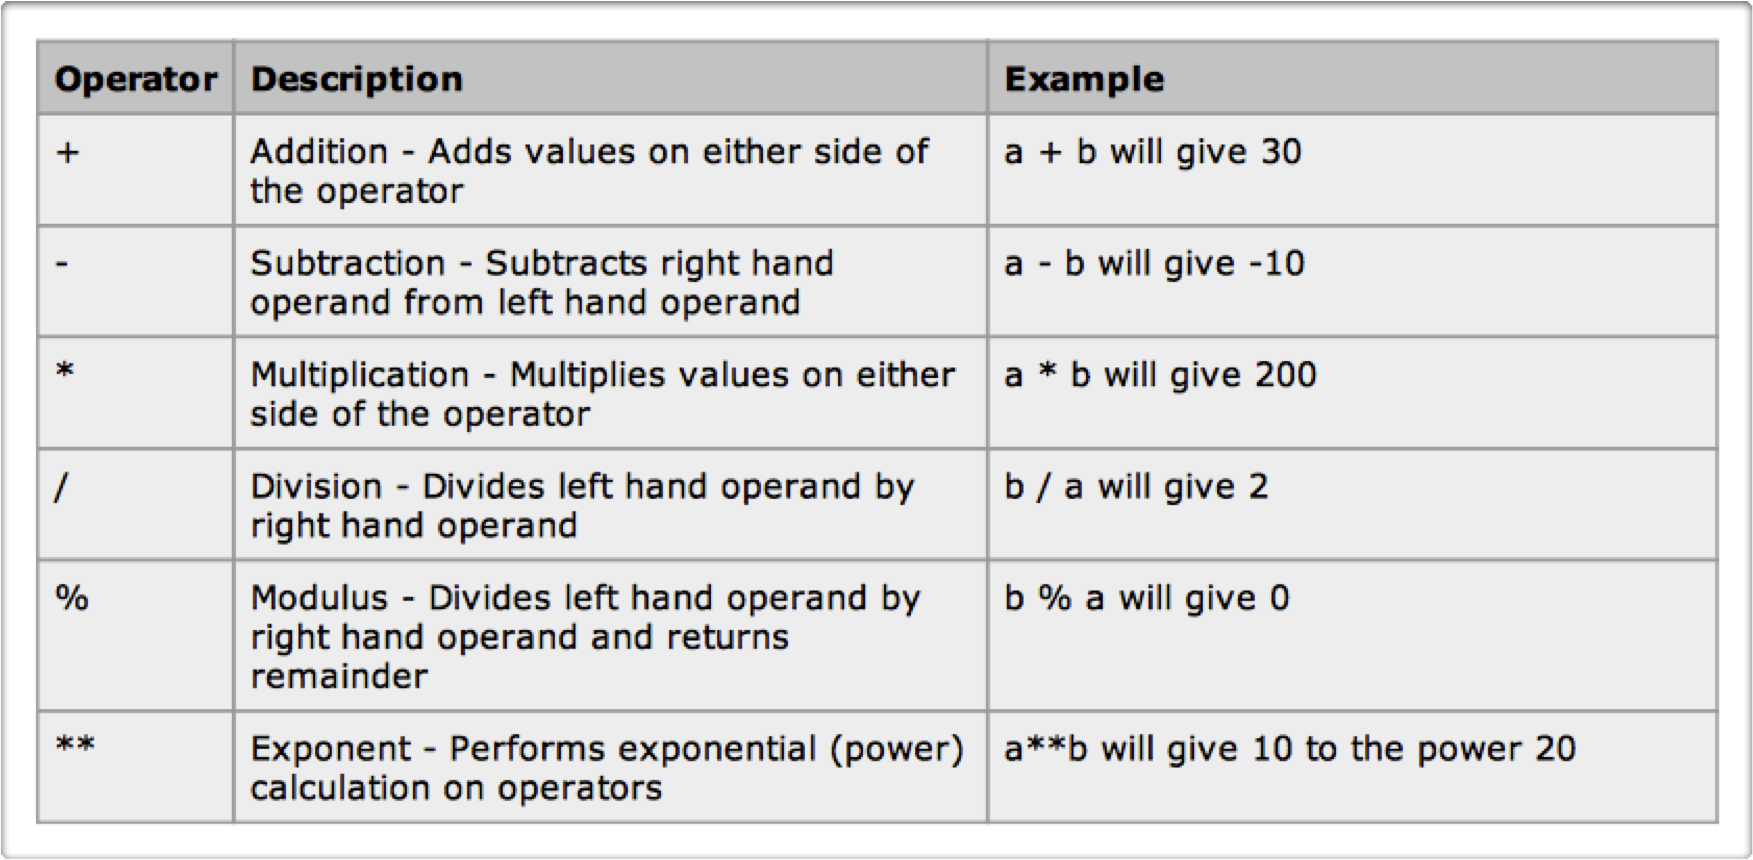 Operator Description Example
+ Addition - Adds values on either side of a + b will give 30
the operator
- Subtraction - Subtracts right hand a - b will give -10
operand from left hand operand
* Multiplication - Multiplies values on either a * b will give 200
side of the operator
/ Division - Divides left hand operand by b / a will give 2
right hand operand
% Modulus - Divides left hand operand by b % a will give 0
right hand operand and returns
remainder
** Exponent - Performs exponential (power) a**b will give 10 to the power 20
calculation on operators